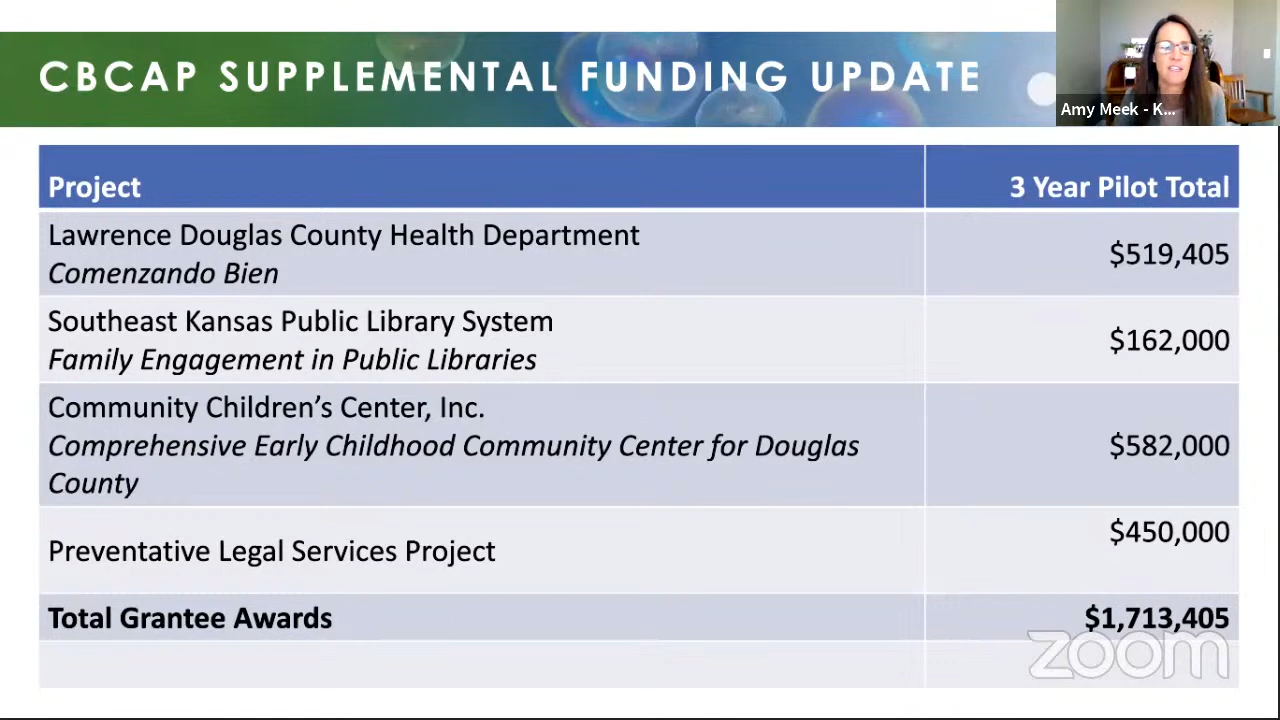 CBCAP SUPPLEMENTAL FUNDING UPDATE
Amy Meek - K...
Project
3 Year Pilot Total
Lawrence Douglas County Health Department
Comenzando Bien
$519,405
Southeast Kansas Public Library System
Family Engagement in Public Libraries
$162,000
Community Children’s Center, Inc.
Comprehensive Early Childhood Community Center for Douglas
County
$582,000
Preventative Legal Services Project
$450,000
Total Grantee Awards
$1,713,405
zoom